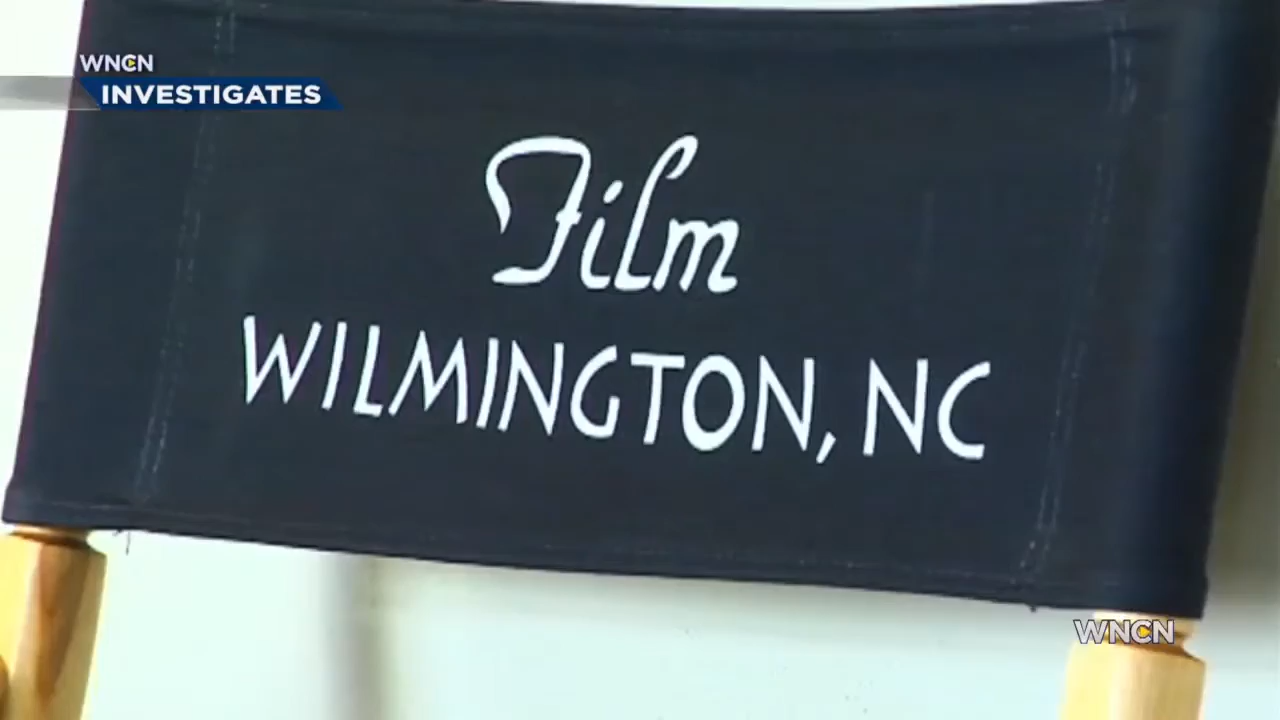 WNCN
INVESTIGATES
Film
WILMINGTON, NC
WNCN